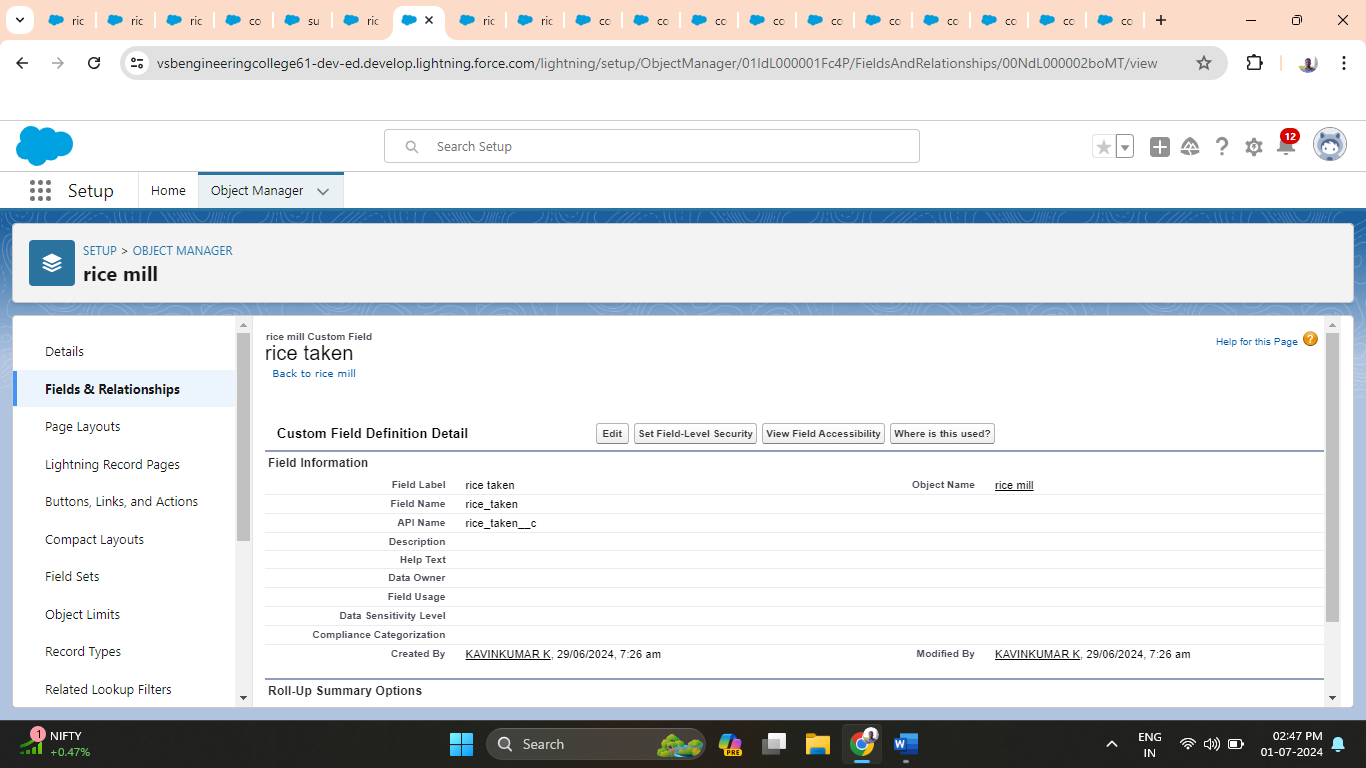 ric
ric
ric
co
su
ric
ric
ric
co
co
co
co
co
co
co
co
co
co
vsbengineeringcollege61-dev-ed.develop.lightning.force.com/lightning/setup/ObjectManager/01IdL000001Fc4P/FieldsAndRelationships/00NdL000002boMT/view
Search Setup
12
Setup
Home
Object Manager
SETUP > OBJECT MANAGER
rice mill
Details
Fields & Relationships
Page Layouts
Lightning Record Pages
Buttons, Links, and Actions
Compact Layouts
Field Sets
Object Limits
Record Types
Related Lookup Filters
rice mill Custom Field
rice taken
Back to rice mill
Help for this Page ?
Custom Field Definition Detail
Edit
Set Field-Level Security
View Field Accessibility
Where is this used?
Field Information
Field Label rice taken Object Name rice mill
Field Name rice_taken
API Name rice_taken__c
Description
Help Text
Data Owner
Field Usage
Data Sensitivity Level
Compliance Categorization
Created By KAVINKUMAR K, 29/06/2024, 7:26 am Modified By KAVINKUMAR K, 29/06/2024, 7:26 am
Roll-Up Summary Options
1
NIFTY
+0.47%
Search
PRE
ENG
IN
02:47 PM
01-07-2024